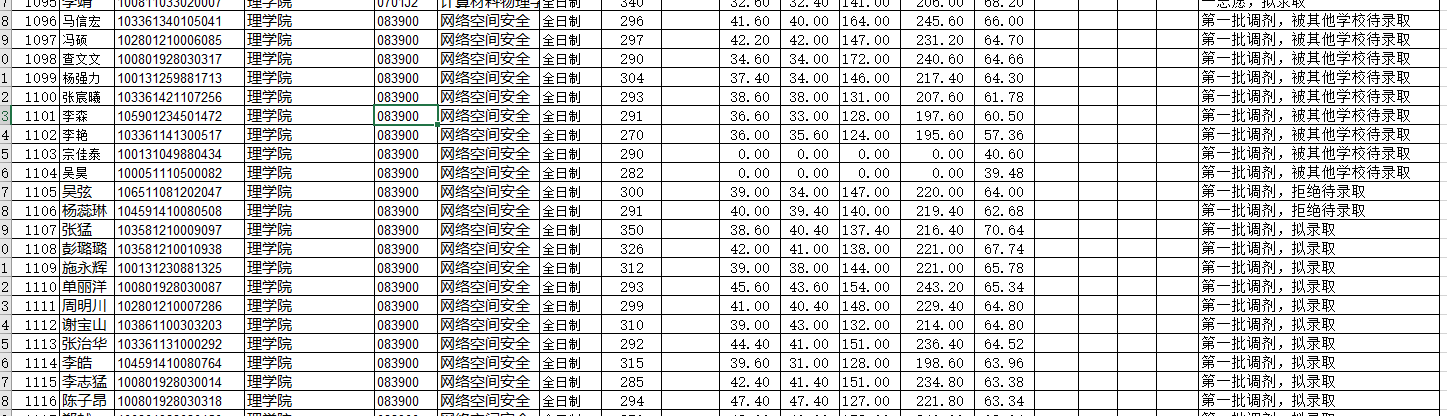 1095 李靖 100811033020007 理学院 0701J2 计算材料物理学 全日制 340 32.60 32.40 141.00 206.00 68.20 一志愿，拟录取
1096 马信宏 103361340105041 理学院 083900 网络空间安全 全日制 296 41.60 40.00 164.00 245.60 66.00 第一批调剂，被其他学校待录取
9 1097 冯硕 102801210006085 理学院 083900 网络空间安全 全日制 297 42.20 42.00 147.00 231.20 64.70 第一批调剂，被其他学校待录取
0 1098 查文文 100801928030317 理学院 083900 网络空间安全 全日制 290 34.60 34.00 172.00 240.60 64.66 第一批调剂，被其他学校待录取
1 1099 杨强力 100131259881713 理学院 083900 网络空间安全 全日制 304 37.40 34.00 146.00 217.40 64.30 第一批调剂，被其他学校待录取
2 1100 张宸曦 103361421107256 理学院 083900 网络空间安全 全日制 293 38.60 38.00 131.00 207.60 61.78 第一批调剂，被其他学校待录取
3 1101 李森 105901234501472 理学院 083900 网络空间安全 全日制 291 36.60 33.00 128.00 197.60 60.50 第一批调剂，被其他学校待录取
4 1102 李艳 103361141300517 理学院 083900 网络空间安全 全日制 270 36.00 35.60 124.00 195.60 57.36 第一批调剂，被其他学校待录取
5 1103 宗佳泰 100131049880434 理学院 083900 网络空间安全 全日制 290 0.00 0.00 0.00 0.00 40.60 第一批调剂，被其他学校待录取
6 1104 吴昊 100051110500082 理学院 083900 网络空间安全 全日制 282 0.00 0.00 0.00 0.00 39.48 第一批调剂，被其他学校待录取
7 1105 吴弦 106511081202047 理学院 083900 网络空间安全 全日制 300 39.00 34.00 147.00 220.00 64.00 第一批调剂，拒绝待录取
8 1106 杨蕊琳 104591410080508 理学院 083900 网络空间安全 全日制 291 40.00 39.40 140.00 219.40 62.68 第一批调剂，拒绝待录取
9 1107 张猛 103581210009097 理学院 083900 网络空间安全 全日制 350 38.60 40.40 137.40 216.40 70.64 第一批调剂，拟录取
0 1108 彭璐璐 103581210010938 理学院 083900 网络空间安全 全日制 326 42.00 41.00 138.00 221.00 67.74 第一批调剂，拟录取
1 1109 施永辉 100131230881325 理学院 083900 网络空间安全 全日制 312 39.00 38.00 144.00 221.00 65.78 第一批调剂，拟录取
2 1110 单丽洋 100801928030087 理学院 083900 网络空间安全 全日制 293 45.60 43.60 154.00 243.20 65.34 第一批调剂，拟录取
3 1111 周明川 102801210007286 理学院 083900 网络空间安全 全日制 299 41.00 40.40 148.00 229.40 64.80 第一批调剂，拟录取
4 1112 谢宝山 103861100303203 理学院 083900 网络空间安全 全日制 310 39.00 43.00 132.00 214.00 64.80 第一批调剂，拟录取
5 1113 张治华 103361131000292 理学院 083900 网络空间安全 全日制 292 44.40 41.00 151.00 236.40 64.52 第一批调剂，拟录取
6 1114 李皓 104591410080764 理学院 083900 网络空间安全 全日制 315 39.60 31.00 128.00 198.60 63.96 第一批调剂，拟录取
7 1115 李志猛 100801928030014 理学院 083900 网络空间安全 全日制 285 42.40 41.40 151.00 234.80 63.38 第一批调剂，拟录取
8 1116 陈子昂 100801928030318 理学院 083900 网络空间安全 全日制 294 47.40 47.40 127.00 221.80 63.34 第一批调剂，拟录取